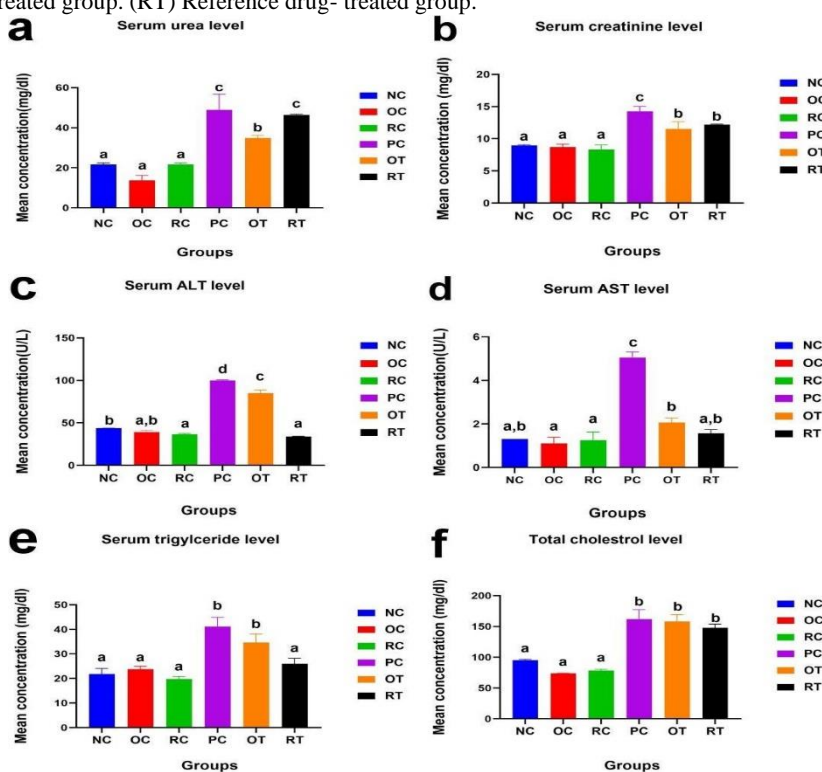 reated group. (RT) Reference drug- treated group.
a
Serum urea level
Mean concentration(mg/dl)
60
40
20
0
a
a
a
c
b
c
NC
OC
RC
PC
OT
RT
Groups
NC
OC
RC
PC
OT
RT
b
Serum creatinine level
Mean concentration (mg/dl)
20
15
10
5
0
a
a
a
c
b
b
NC
OC
RC
PC
OT
RT
Groups
NC
OC
RC
PC
OT
RT
c
Serum ALT level
Mean concentration(U/L)
150
100
50
0
b
a,b
a
d
c
a
NC
OC
RC
PC
OT
RT
Groups
NC
OC
RC
PC
OT
RT
d
Serum AST level
Mean concentration(U/L)
6
4
2
0
a,b
a
a
c
b
a,b
NC
OC
RC
PC
OT
RT
Groups
NC
OC
RC
PC
OT
RT
e
Serum trigylceride level
Mean concentration (mg/dl)
50
40
30
20
10
0
a
a
a
b
b
a
NC
OC
RC
PC
OT
RT
Groups
NC
OC
RC
PC
OT
RT
f
Total cholestrol level
Mean concentration (mg/dl)
200
150
100
50
0
a
a
a
b
b
b
NC
OC
RC
PC
OT
RT
Groups
NC
OC
RC
PC
OT
RT